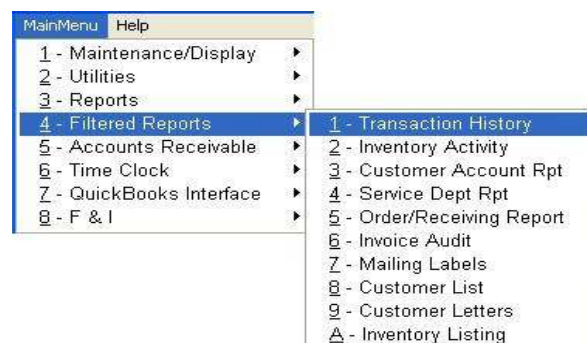 MainMenu Help
1 - Maintenance/Display
2 - Utilities
3 - Reports
4 - Filtered Reports
5 - Accounts Receivable
6 - Time Clock
7 - QuickBooks Interface
8 - F & I
1 - Transaction History
2 - Inventory Activity
3 - Customer Account Rpt
4 - Service Dept Rpt
5 - Order/Receiving Report
6 - Invoice Audit
7 - Mailing Labels
8 - Customer List
9 - Customer Letters
A - Inventory Listing